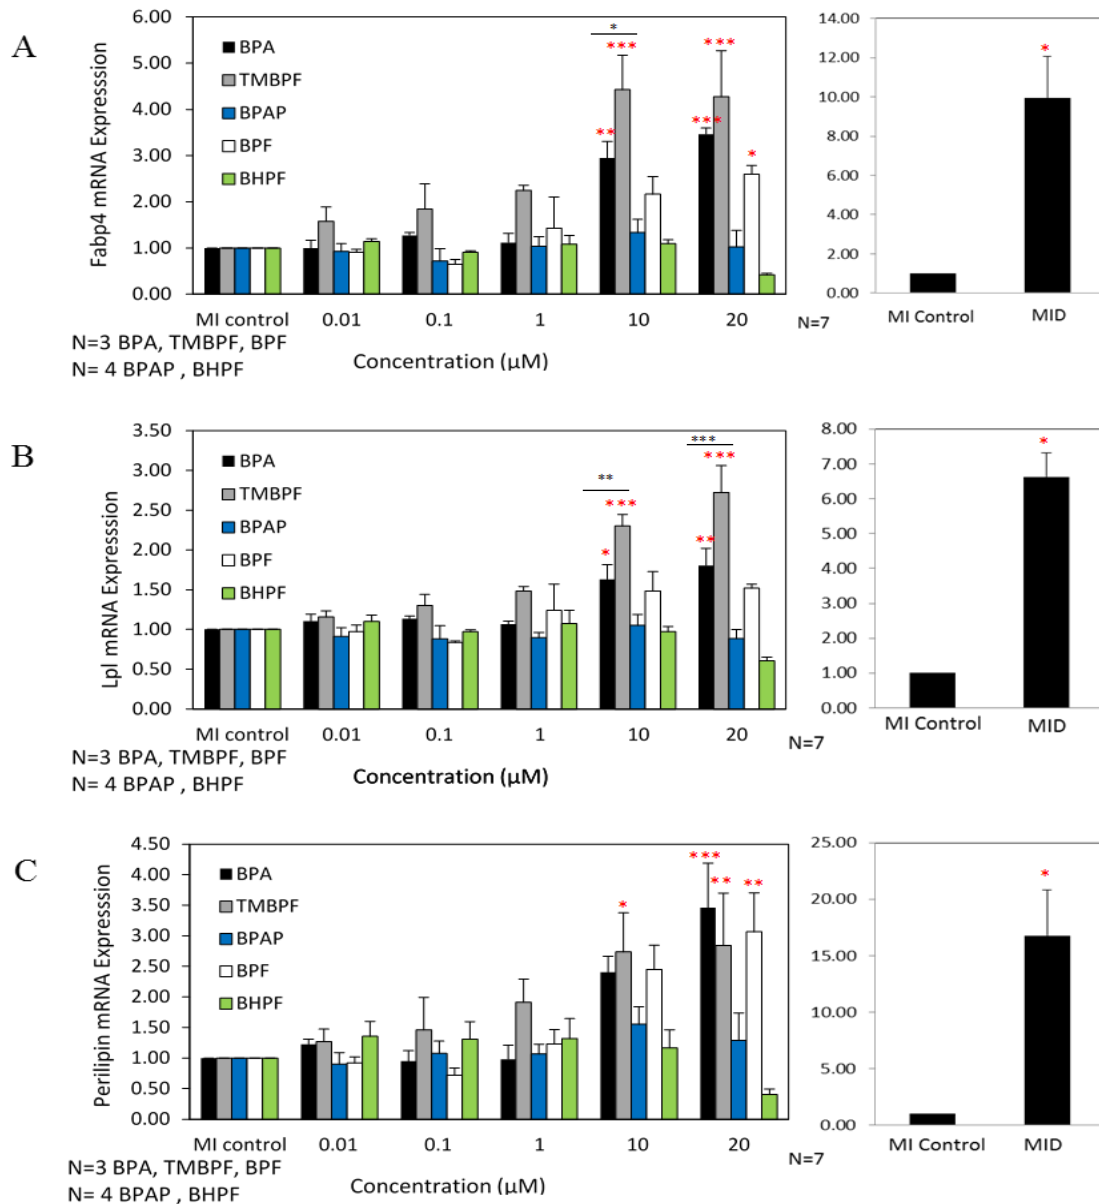 A
Fabp4 mRNA Expresssion
6.00
5.00
4.00
3.00
2.00
1.00
0.00
BPA
TMBPF
BPAP
BPF
BHPF
*
***
***
**
***
*
MI control 0.01 0.1 1 10 20
N=3 BPA, TMBPF, BPF
N= 4 BPAP , BHPF
Concentration (µM)
14.00
12.00
10.00
8.00
6.00
4.00
2.00
0.00
*
MI Control MID
N=7
B
Lpl mRNA Expresssion
3.50
3.00
2.50
2.00
1.50
1.00
0.50
0.00
BPA
TMBPF
BPAP
BPF
BHPF
***
***
**
***
*
**
MI control 0.01 0.1 1 10 20
N=3 BPA, TMBPF, BPF
N= 4 BPAP , BHPF
Concentration (µM)
8.00
7.00
6.00
5.00
4.00
3.00
2.00
1.00
0.00
*
MI Control MID
N=7
C
Perilipin mRNA Expresssion
4.50
4.00
3.50
3.00
2.50
2.00
1.50
1.00
0.50
0.00
BPA
TMBPF
BPAP
BPF
BHPF
***
**
**
*
MI control 0.01 0.1 1 10 20
N=3 BPA, TMBPF, BPF
N= 4 BPAP , BHPF
Concentration (µM)
25.00
20.00
15.00
10.00
5.00
0.00
*
MI Control MID
N=7